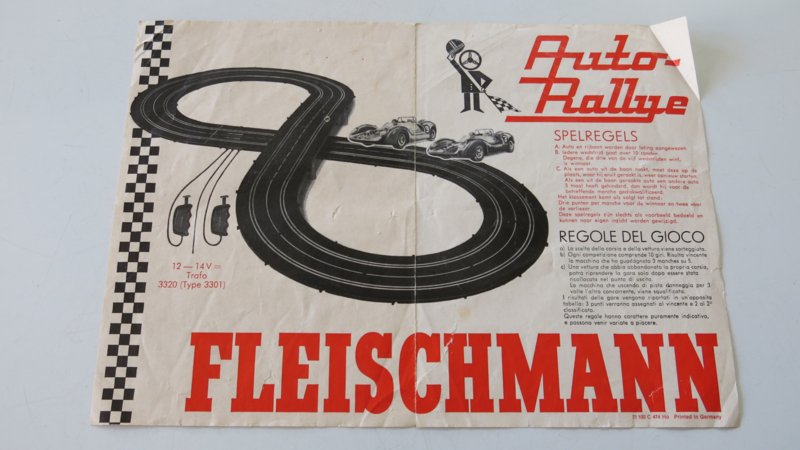 Auto-
Rallye
SPELREGELS
A. Auto en rijbaan worden door loting aangewezen.
B. Iedere wedstrijd gaat over 10 ronden.
Degene, die drie van de vijf wedstrijden wint,
is winnaar.
C. Als een auto uit de baan raakt, moet deze op de
plaats, waar hij eruit geraakt is, weer opnieuw starten.
Als een uit de baan geraakte auto een andere auto
3 maal heeft gehinderd, dan wordt hij voor de
betreffende manche gediskwalificeerd.
Het klassement komt als volgt tot stand:
Drie punten per manche voor de winnaar en twee voor
de verliezer.
Deze spelregels zijn slechts als voorbeeld bedoeld en
kunnen naar eigen inzicht worden gewijzigd.
REGOLE DEL GIOCO
a) La scelta della corsia e della vettura viene sorteggiata.
b) Ogni competizione comprende 10 giri. Risulta vincente
la macchina che ha guadagnato 3 manches su 5.
c) Una vettura che abbia abbandonato la propria corsia,
potrà riprendere la gara solo dopo essere stata
ricollocata nel punto di uscita.
La macchina che uscendo di pista danneggia per 3
volte l'altra concorrente, viene squalificata.
I risultati delle gare vengono riportati in un'apposita
tabella: 3 punti verranno assegnati al vincente e 2 al 2º
classificato.
Queste regole hanno carattere puramente indicativo,
e possono venir variate a piacere.
12 — 14 V =
Trafo
3320 (Type 3301)
FLEISCHMANN
Printed in Germany